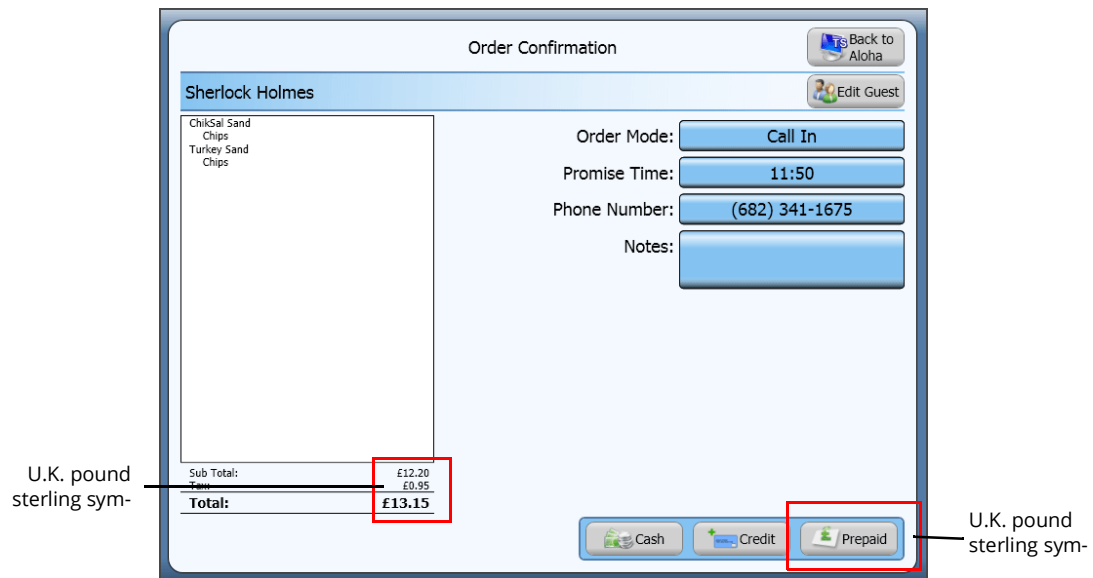 Order Confirmation
TS Back to
Aloha
Sherlock Holmes
Edit Guest
ChikSal Sand
Chips
Turkey Sand
Chips
Order Mode: Call In
Promise Time: 11:50
Phone Number: (682) 341-1675
Notes:
U.K. pound
sterling sym-
Sub Total: £12.20
Tax: £0.95
Total: £13.15
Cash
Credit
£ Prepaid
U.K. pound
sterling sym-